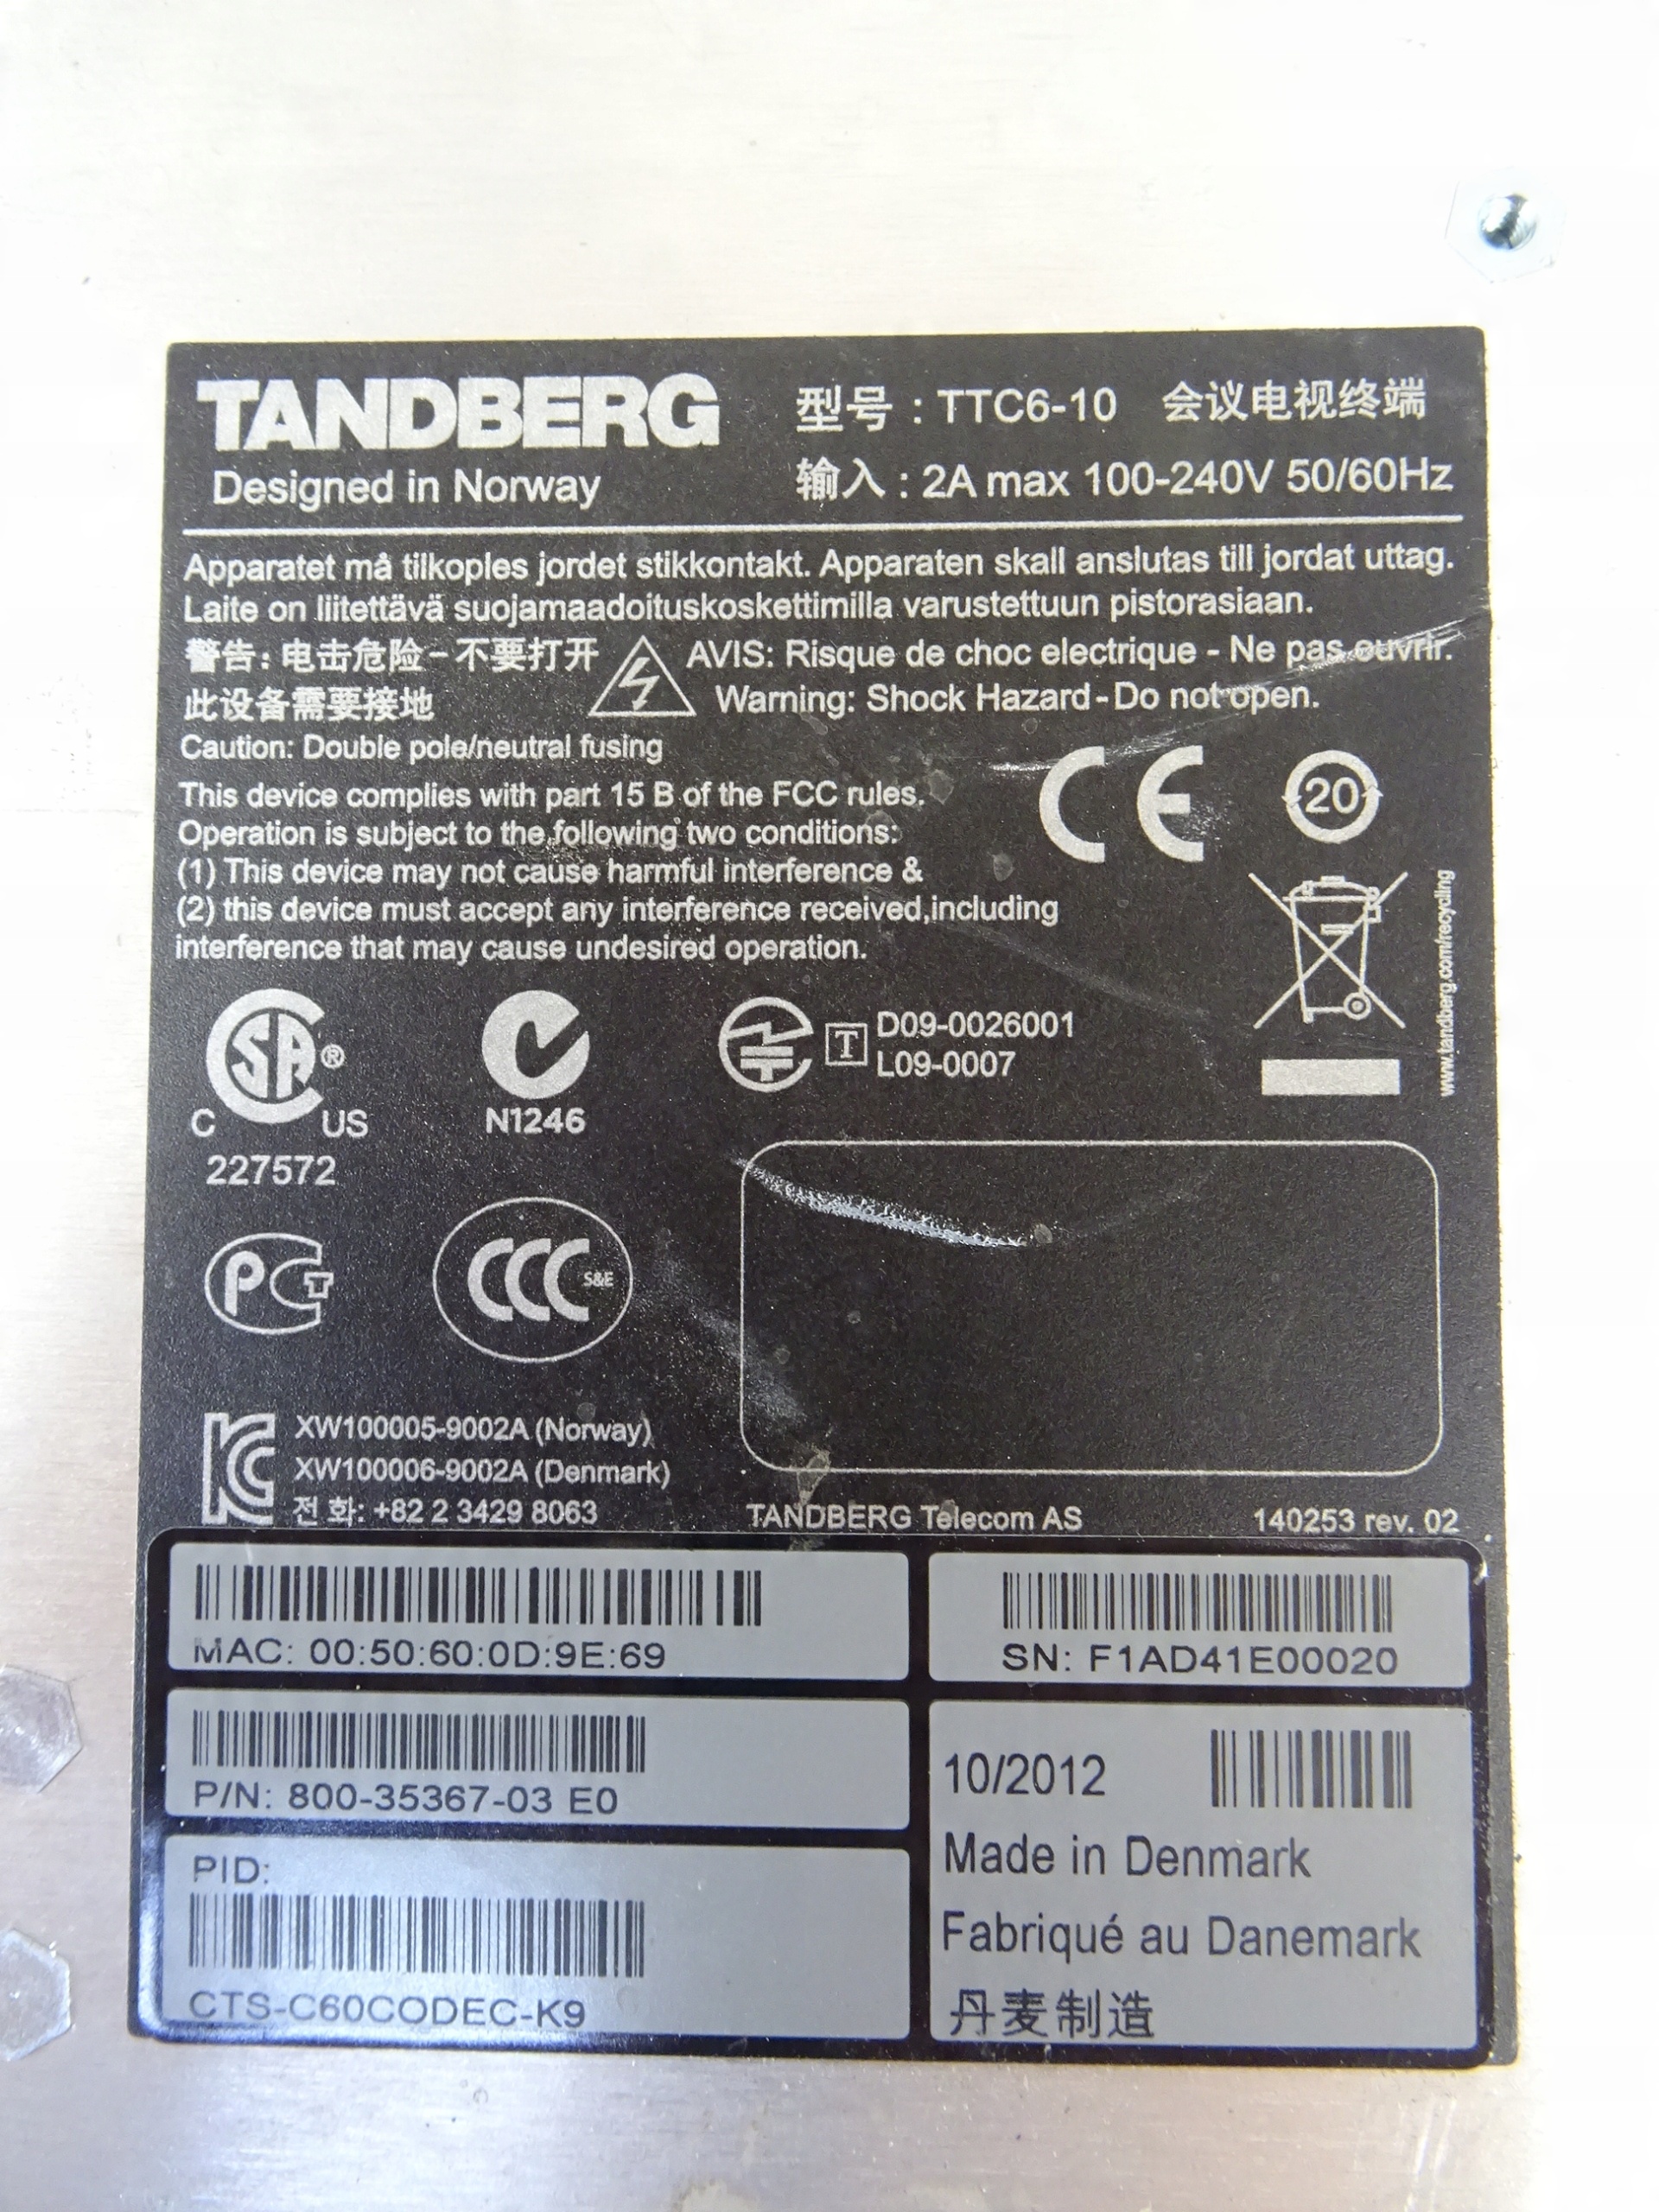 TANDBERG
Designed in Norway
型号：TTC6-10 会议电视终端
输入：2A max 100-240V 50/60Hz
Apparatet må tilkoples jordet stikkontakt. Apparaten skall anslutas till jordat uttag.
Laite on liitettävä suojamaadoituskoskettimilla varustettuun pistorasiaan.
警告：电击危险-不要打开
此设备需要接地
AVIS: Risque de choc electrique - Ne pas ouvrir.
Warning: Shock Hazard-Do not open.
Caution: Double pole/neutral fusing
This device complies with part 15 B of the FCC rules.
Operation is subject to the following two conditions:
(1) This device may not cause harmful interference &
(2) this device must accept any interference received,including
interference that may cause undesired operation.
CE
20
www.tandberg.com/recycling
SA®
C US
227572
N1246
T
D09-0026001
L09-0007
PCT
CCC S&E
KC
XW100005-9002A (Norway)
XW100006-9002A (Denmark)
전 화: +82 2 3429 8063
TANDBERG Telecom AS
140253 rev. 02
MAC: 00:50:60:0D:9E:69
SN: F1AD41E00020
P/N: 800-35367-03 E0
PID:
CTS-C60CODEC-K9
10/2012
Made in Denmark
Fabriqué au Danemark
丹麦制造